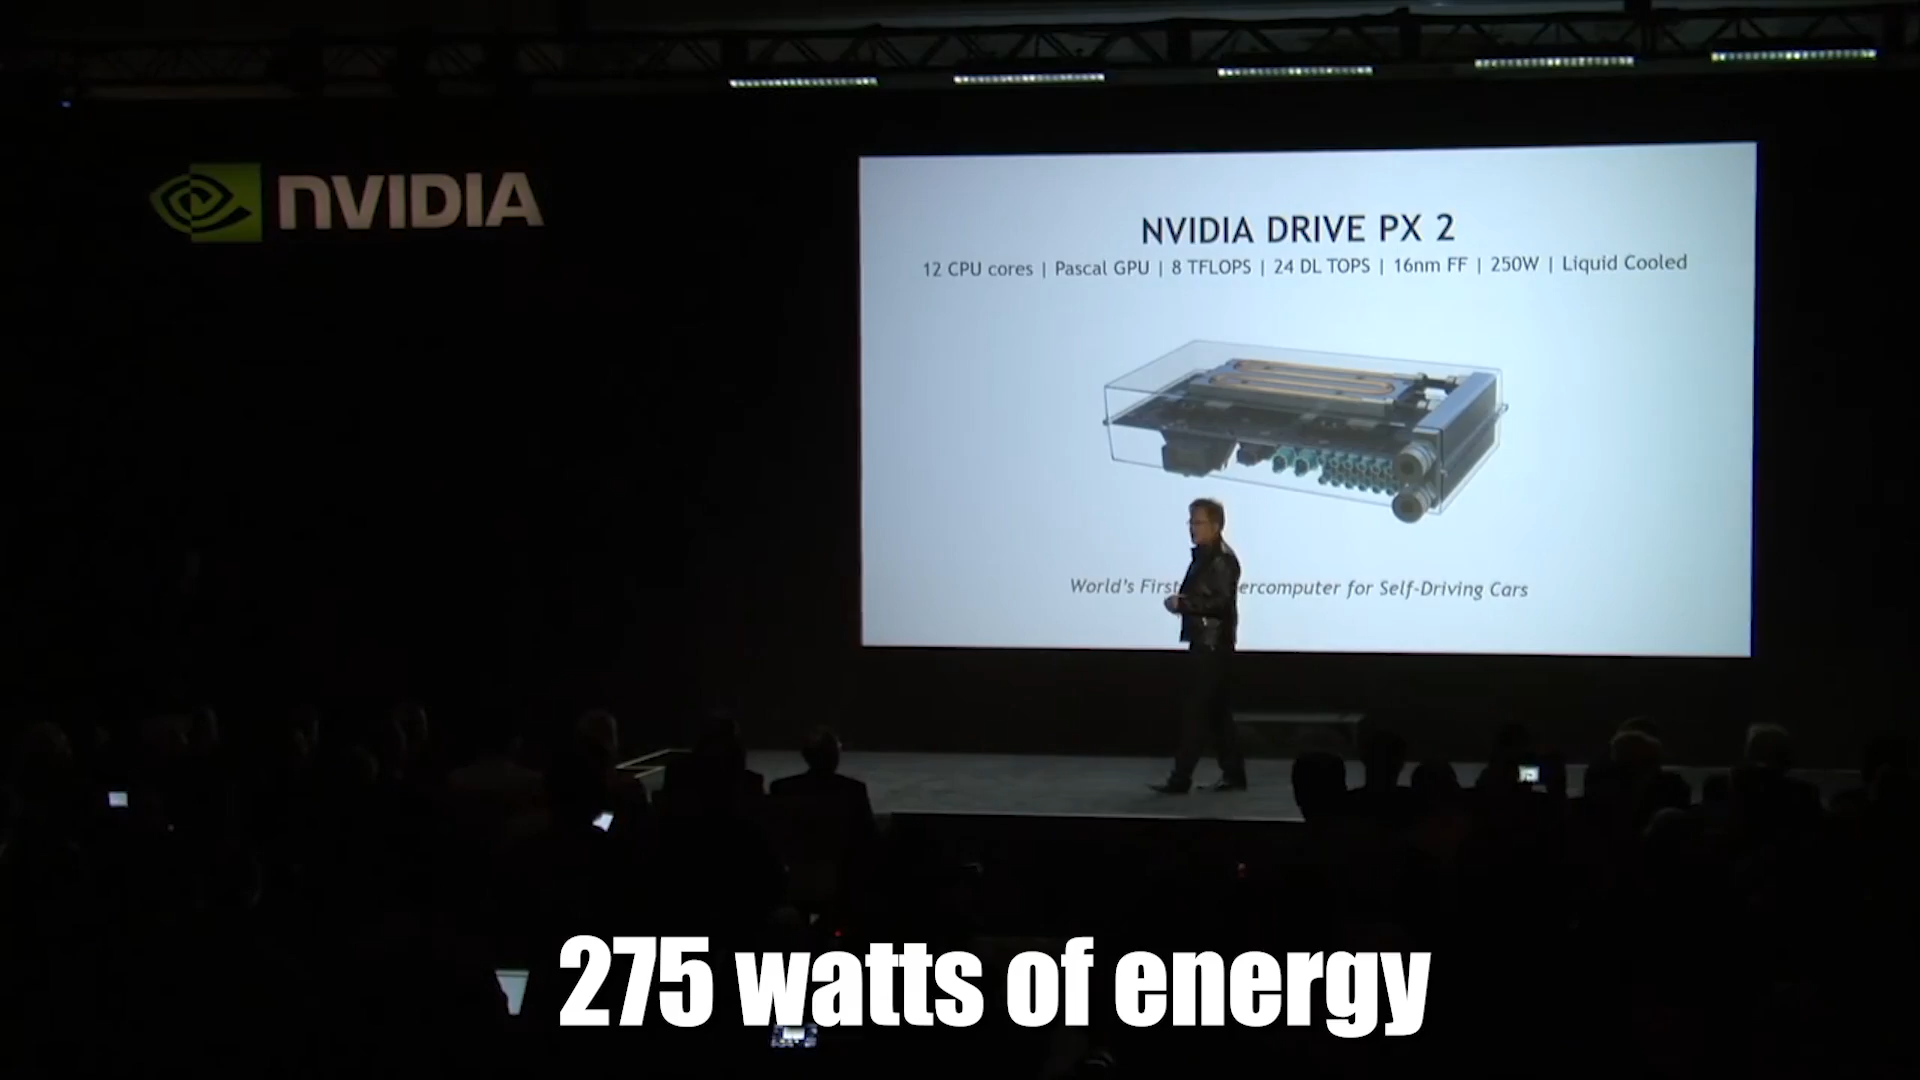 NVIDIA
NVIDIA DRIVE PX 2
12 CPU cores | Pascal GPU | 8 TFLOPS | 24 DL TOPS | 16nm FF | 250W | Liquid Cooled
World's First ercomputer for Self-Driving Cars
275 watts of energy